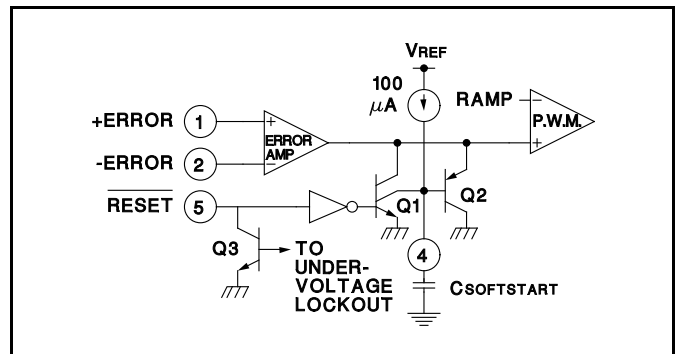 VREF
100
μA
RAMP
P.W.M.
+ERROR
1
+
ERROR
AMP
-ERROR
2
−
−
+
RESET
5
Q1
Q2
Q3
TO
UNDER-
VOLTAGE
LOCKOUT
4
CSOFTSTART